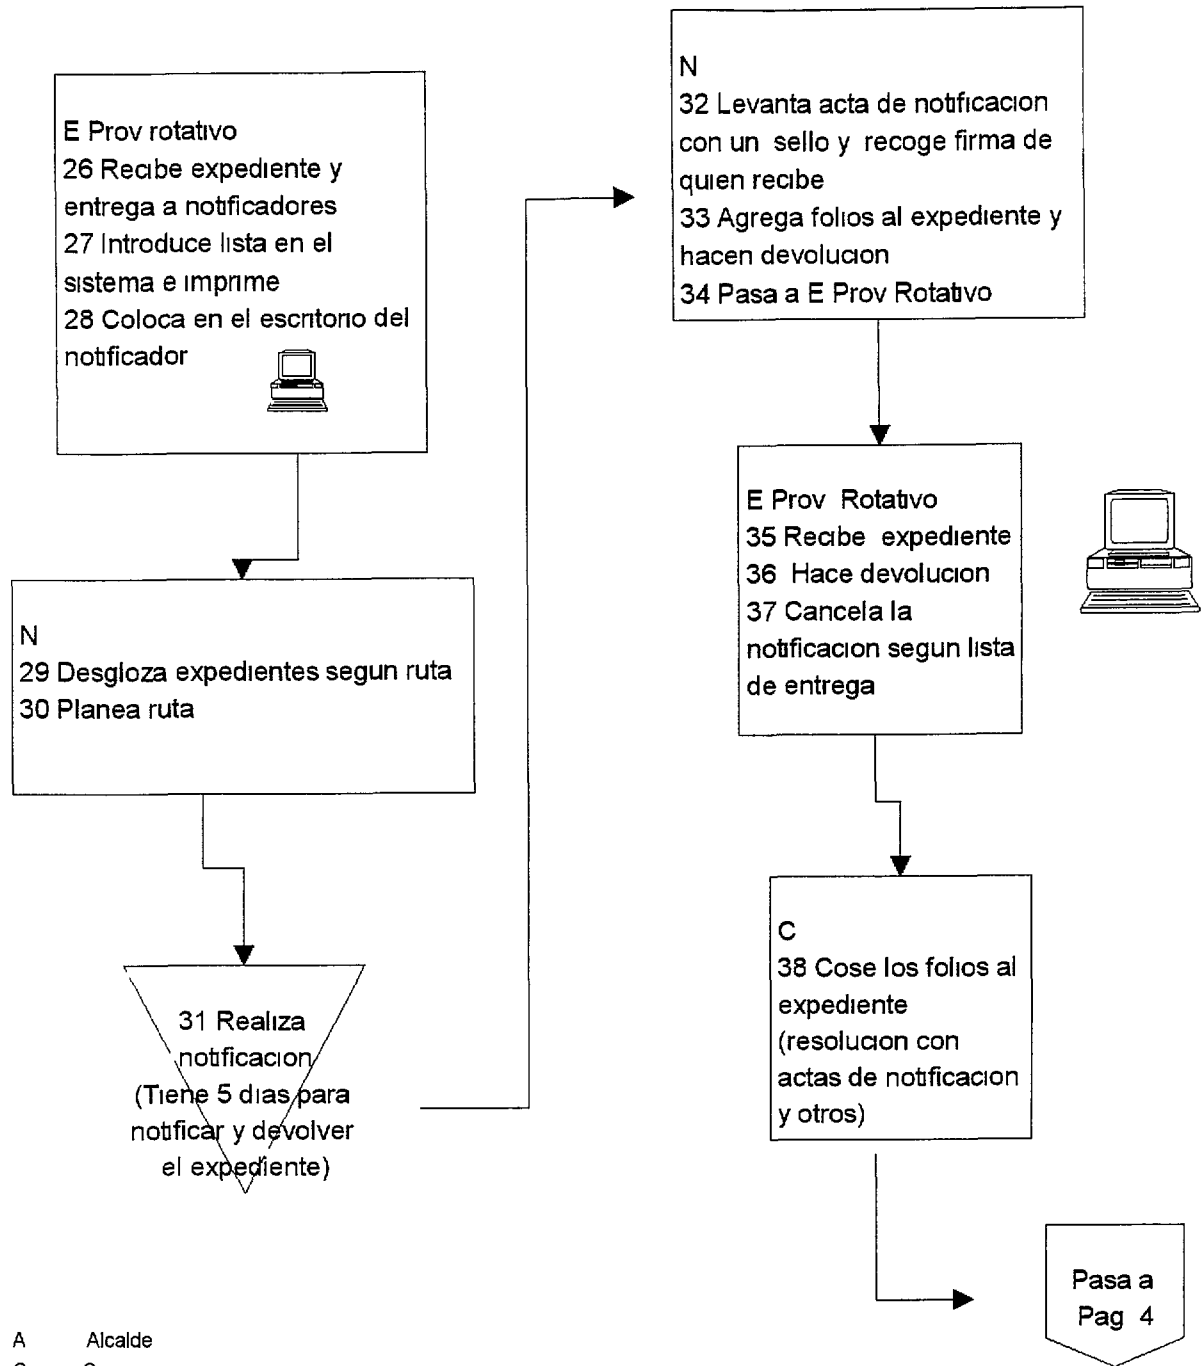 E Prov rotativo
26 Recibe expediente y
entrega a notificadores
27 Introduce lista en el
sistema e imprime
28 Coloca en el escritorio del
notificador
N
29 Desgloza expedientes segun ruta
30 Planea ruta
31 Realiza
notificacion
(Tiene 5 dias para
notificar y devolver
el expediente)
N
32 Levanta acta de notificacion
con un sello y recoge firma de
quien recibe
33 Agrega folios al expediente y
hacen devolucion
34 Pasa a E Prov Rotativo
E Prov Rotativo
35 Recibe expediente
36 Hace devolucion
37 Cancela la
notificacion segun lista
de entrega
C
38 Cose los folios al
expediente
(resolucion con
actas de notificacion
y otros)
Pasa a
Pag 4
A Alcalde